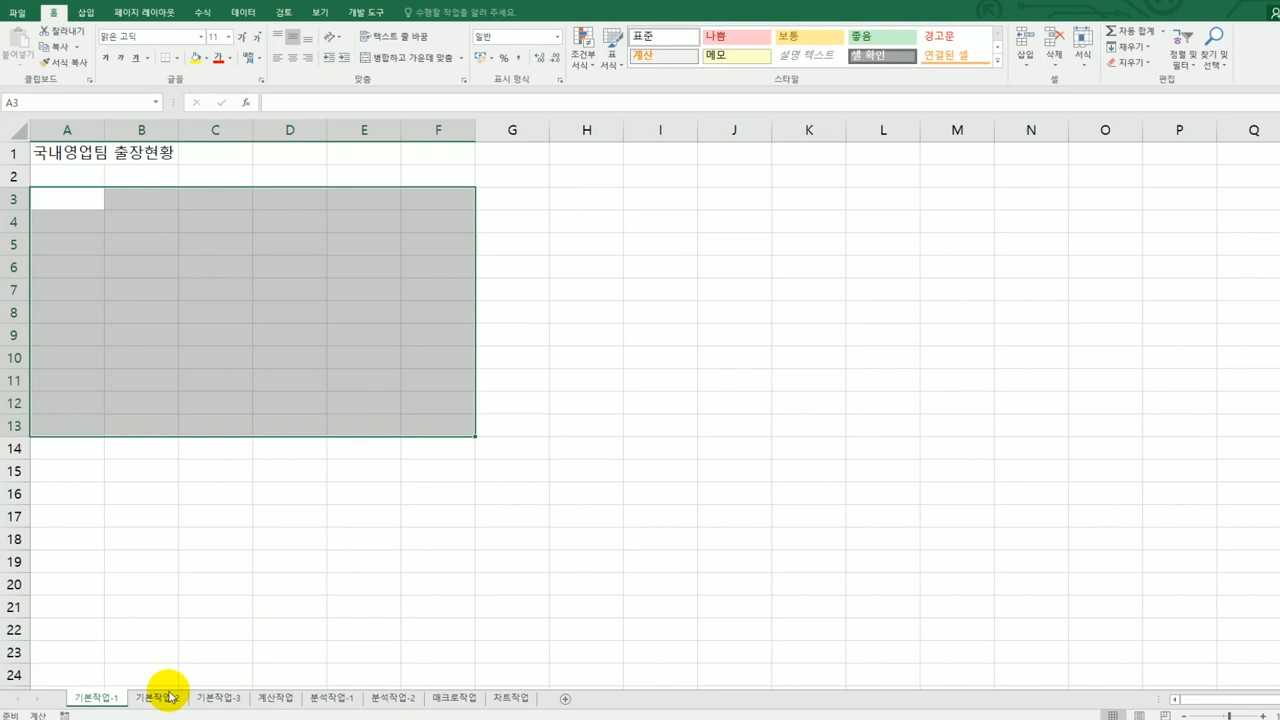 파일 홈 삽입 페이지 레이아웃 수식 데이터 검토 보기 개발 도구 수행할 작업을 알려 주세요.
잘라내기 맑은 고딕 11 가 가 텍스트 줄 바꿈 일반 표준 나쁨 보통 좋음 경고문 자동 합계
붙여넣기 복사 조건부 서식 표 서식 삽입 삭제 서식 채우기 정렬 및 필터 찾기 및 선택
서식 복사 가 가 가 가 병합하고 가운데 맞춤 % 계산 메모 설명 텍스트 셀 확인 연결된 셀 지우기
클립보드 글꼴 맞춤 표시 형식 스타일 셀 편집
A3 fx
A B C D E F G H I J K L M N O P Q
1 국내영업팀 출장현황
2
3
4
5
6
7
8
9
10
11
12
13
14
15
16
17
18
19
20
21
22
23
24
기본작업-1 기본작업-2 기본작업-3 계산작업 분석작업-1 분석작업-2 매크로작업 차트작업
준비 계산